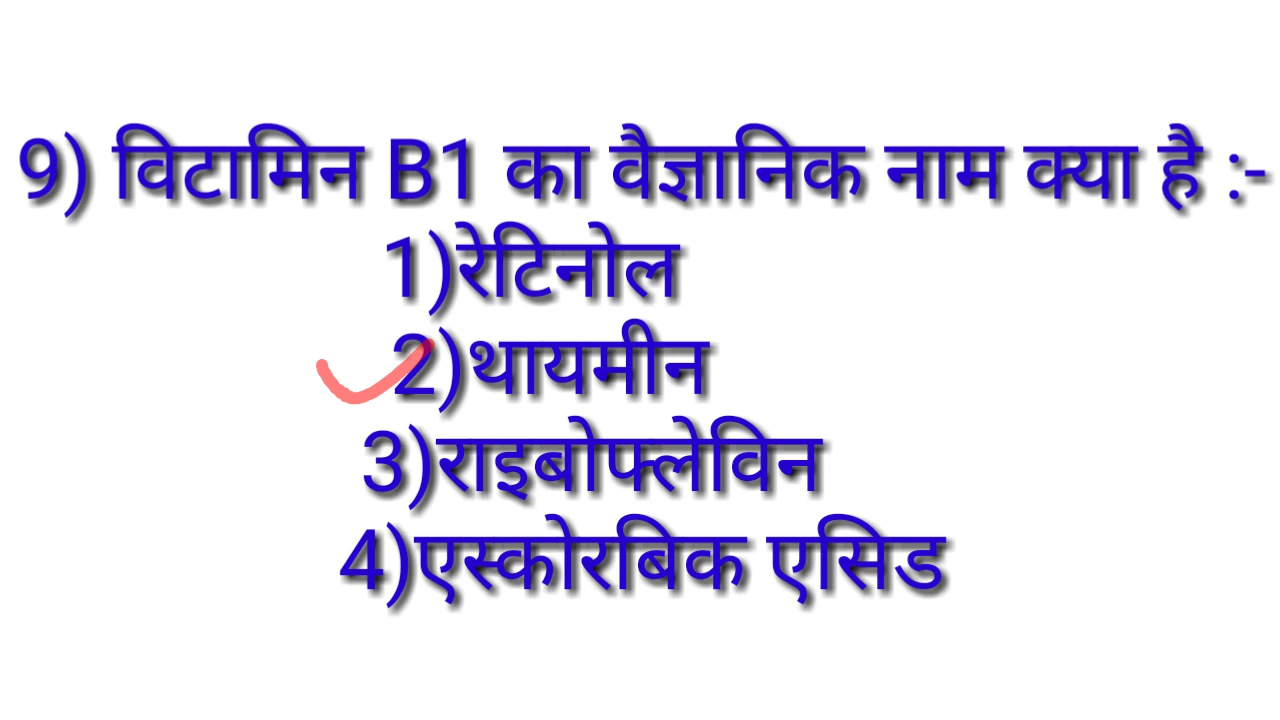 9) विटामिन B1 का वैज्ञानिक नाम क्या है :-
1)रेटिनोल
2)थायमीन
3)राइबोफ्लेविन
4)एस्कोरबिक एसिड